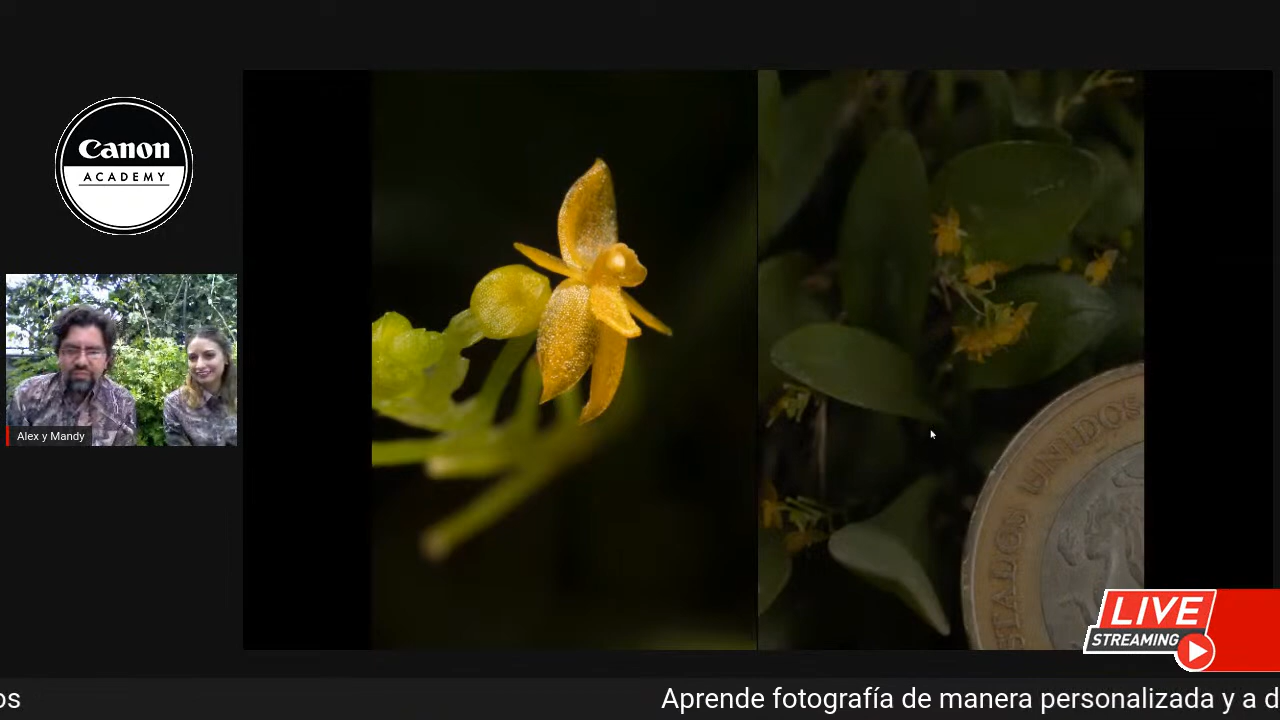 Canon
ACADEMY
Alex y Mandy
ESTADOS UNIDOS
LIVE
STREAMING
os
Aprende fotografía de manera personalizada y a d